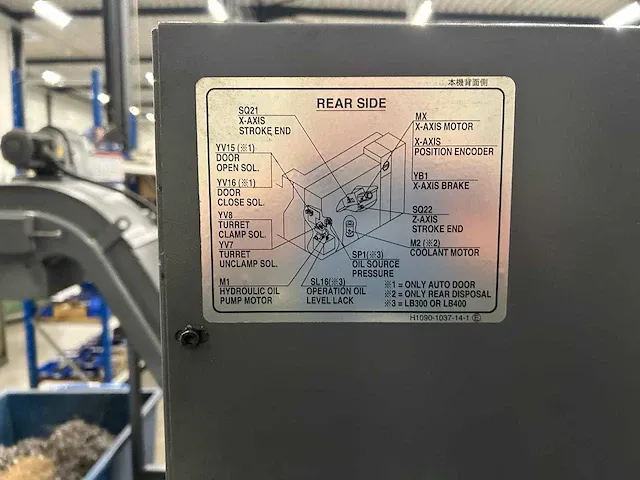 本機背面側
REAR SIDE
SQ21
X-AXIS
STROKE END
YV15 (※1)
DOOR
OPEN SOL.
YV16 (※1)
DOOR
CLOSE SOL.
YV8
TURRET
CLAMP SOL.
YV7
TURRET
UNCLAMP SOL.
M1
HYDROULIC OIL
PUMP MOTOR
SL16(※3)
OPERATION OIL
LEVEL LACK
SP1(※3)
OIL SOURCE
PRESSURE
MX
X-AXIS MOTOR
X-AXIS
POSITION ENCODER
YB1
X-AXIS BRAKE
SQ22
Z-AXIS
STROKE END
M2 (※2)
COOLANT MOTOR
※1 = ONLY AUTO DOOR
※2 = ONLY REAR DISPOSAL
※3 = LB300 OR LB400
H1090-1037-14-1 Ⓔ